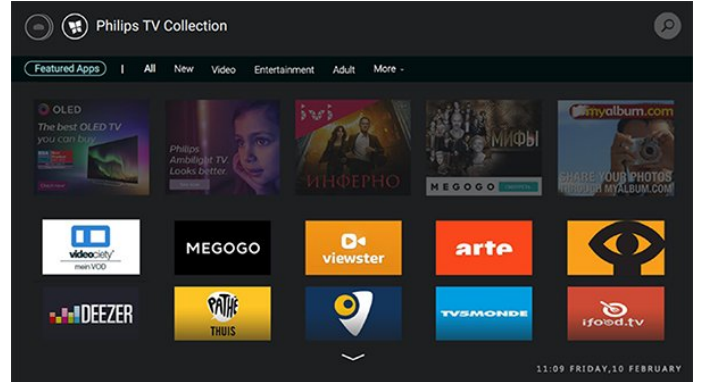 Philips TV Collection
Featured Apps | All New Video Entertainment Adult More
OLED
The best OLED TV
you can buy
Philips
Ambilight TV.
Looks better.
ivi
ИНФЕРНО
МИФЫ
MEGOGO
myalbum.com
SHARE YOUR PHOTOS
THROUGH MYALBUM.COM
videociety
mein VOD
MEGOGO
viewster
arte
DEEZER
PATHÉ
THUIS
TV5MONDE
ifood.tv
11:09 FRIDAY,10 FEBRUARY